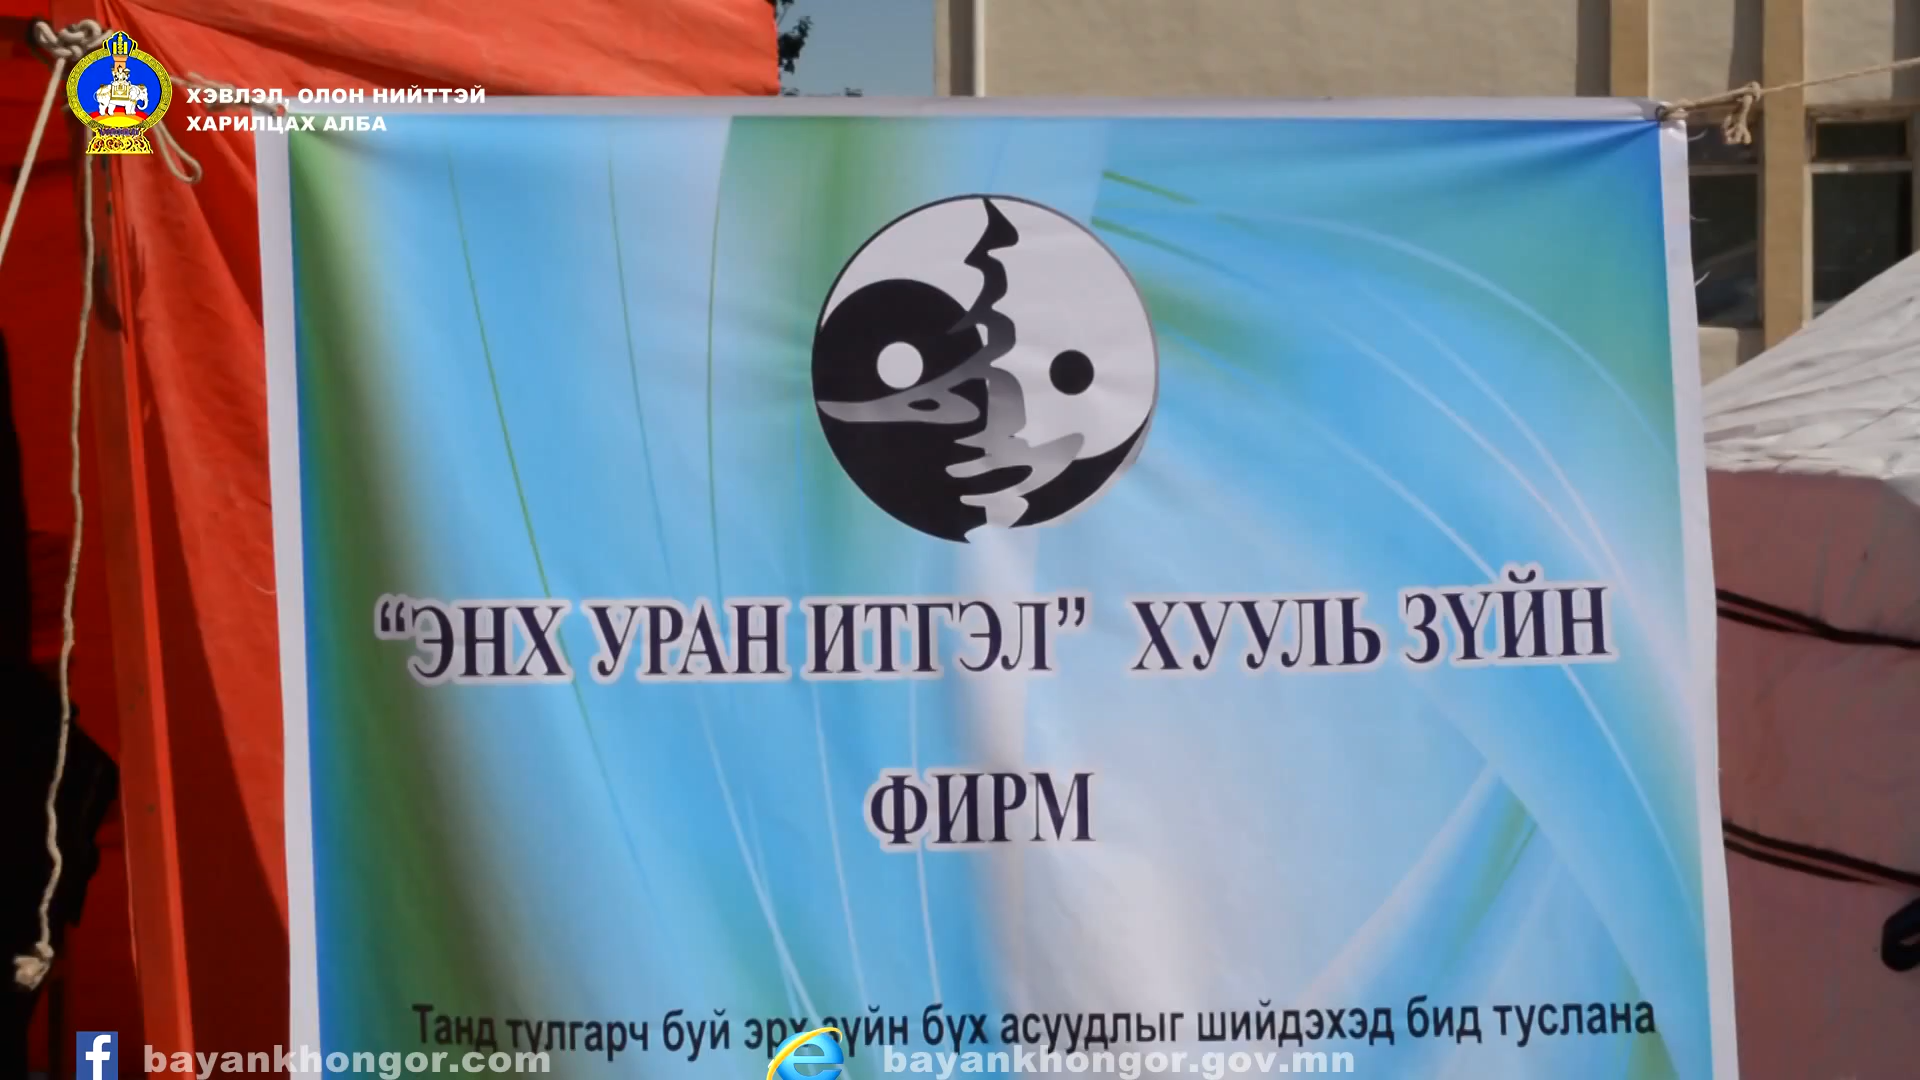 ХЭВЛЭЛ, ОЛОН НИЙТТЭЙ
ХАРИЛЦАХ АЛБА
“ЭНХ УРАН ИТГЭЛ” ХУУЛЬ ЗҮЙН
ФИРМ
Танд тулгарч буй эрх зүйн бүх асуудлыг шийдэхэд бид туслана
bayankhongor.com bayankhongor.gov.mn